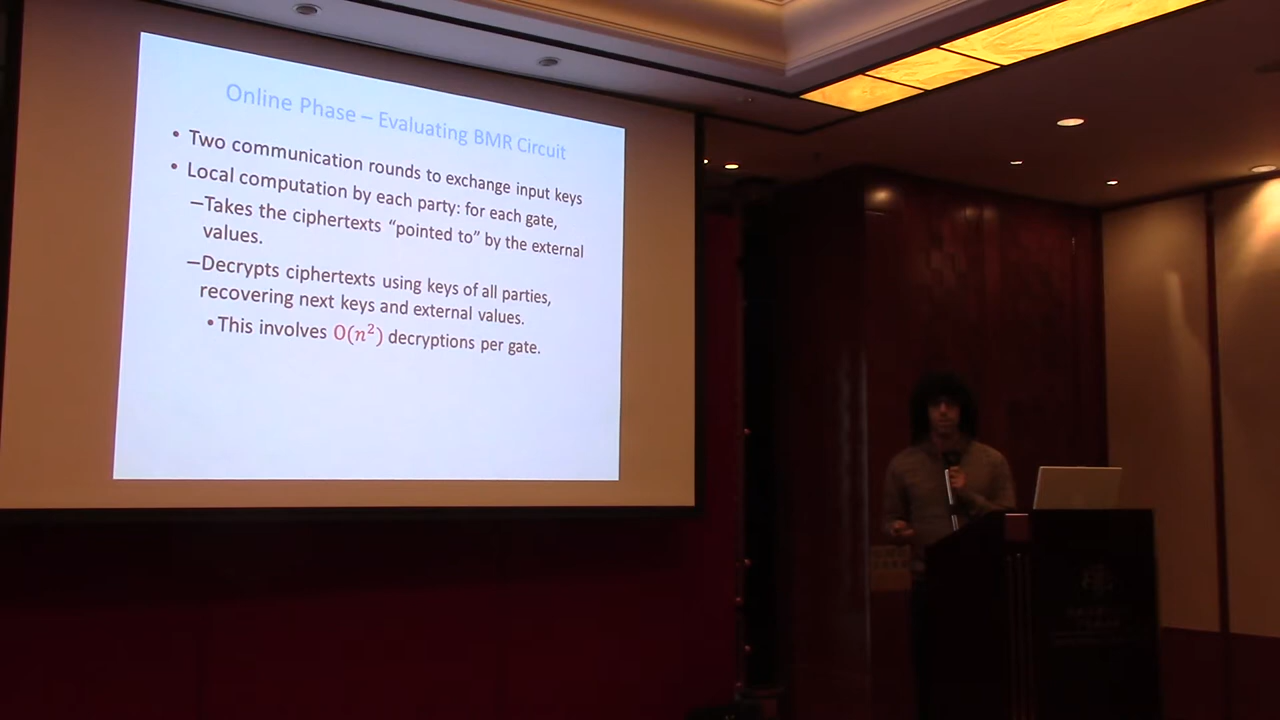 Online Phase – Evaluating BMR Circuit
• Two communication rounds to exchange input keys
• Local computation by each party: for each gate,
–Takes the ciphertexts “pointed to” by the external
values.
–Decrypts ciphertexts using keys of all parties,
recovering next keys and external values.
• This involves O(n²) decryptions per gate.